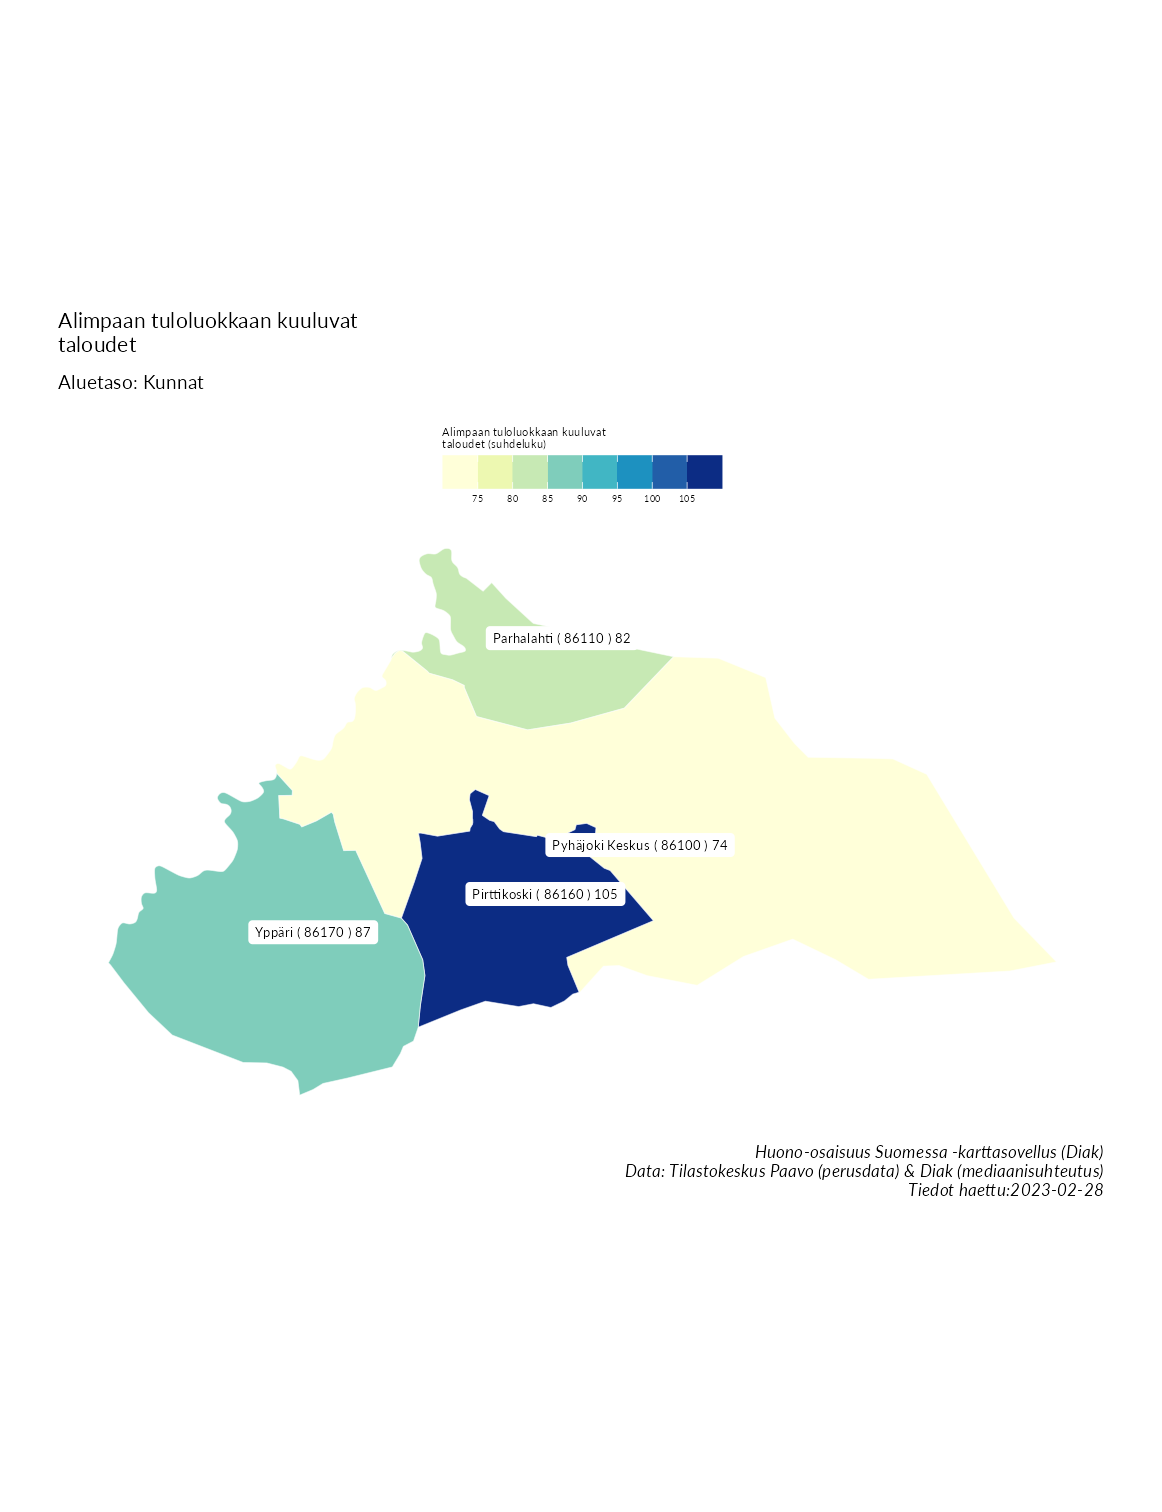 Alimpaan tuloluokkaan kuuluvat
taloudet
Aluetaso: Kunnat
Alimpaan tuloluokkaan kuuluvat
taloudet (suhdeluku)
75 80 85 90 95 100 105
Parhalahti ( 86110 ) 82
Pyhäjoki Keskus ( 86100 ) 74
Pirttikoski ( 86160 ) 105
Yppäri ( 86170 ) 87
Huono-osaisuus Suomessa -karttasovellus (Diak)
Data: Tilastokeskus Paavo (perusdata) & Diak (mediaanisuhteutus)
Tiedot haettu:2023-02-28